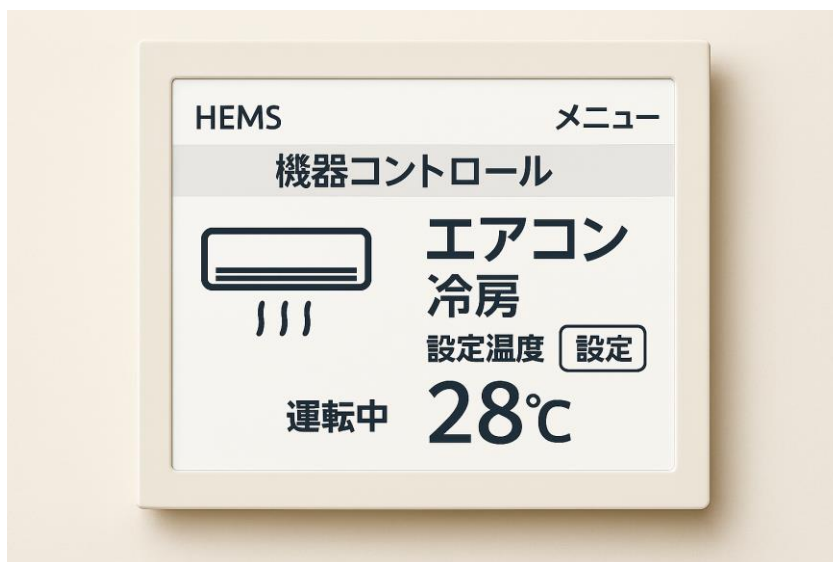 HEMS メニュー
機器コントロール
エアコン
冷房
設定温度 設定
運転中 28℃